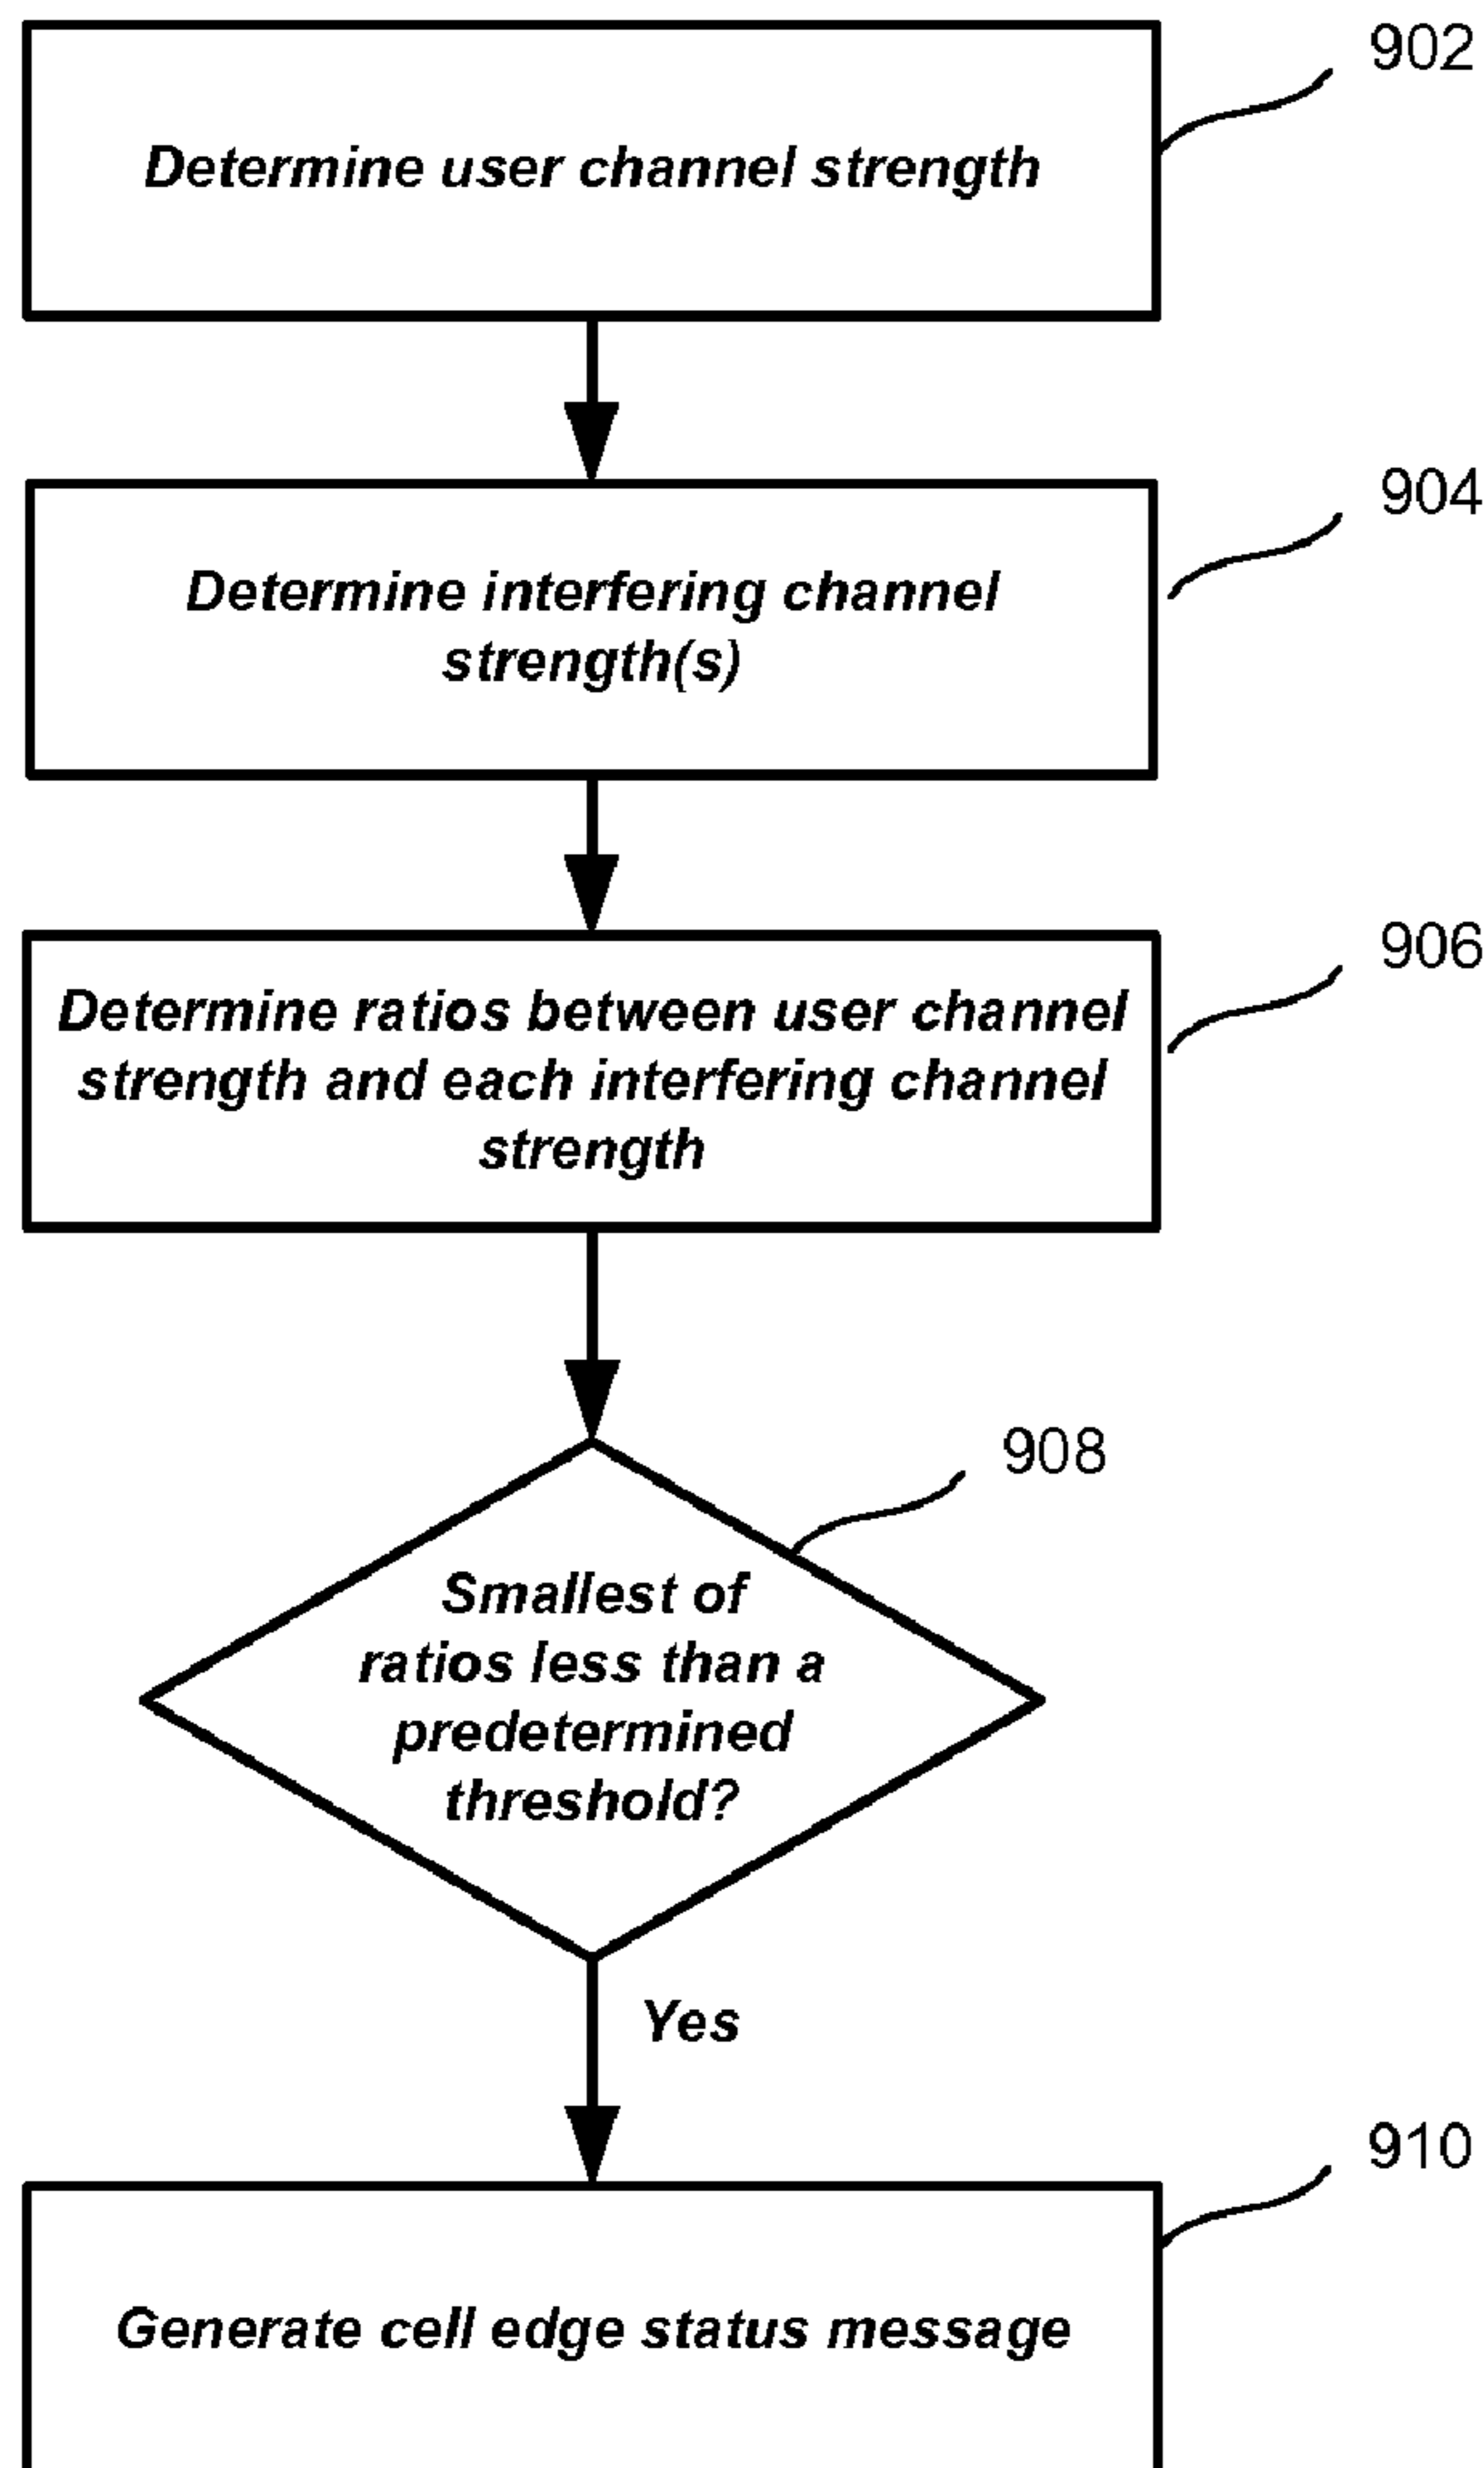 902
Determine user channel strength
904
Determine interfering channel
strength(s)
906
Determine ratios between user channel
strength and each interfering channel
strength
908
Smallest of
ratios less than a
predetermined
threshold?
Yes
910
Generate cell edge status message